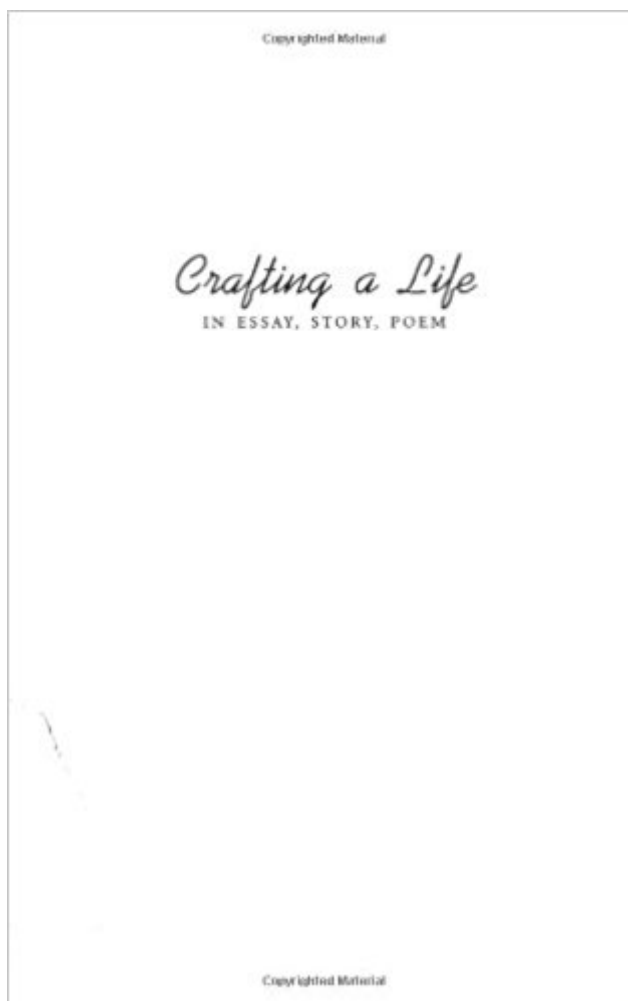 Copyrighted Material
Crafting a Life
IN ESSAY, STORY, POEM
Copyrighted Material